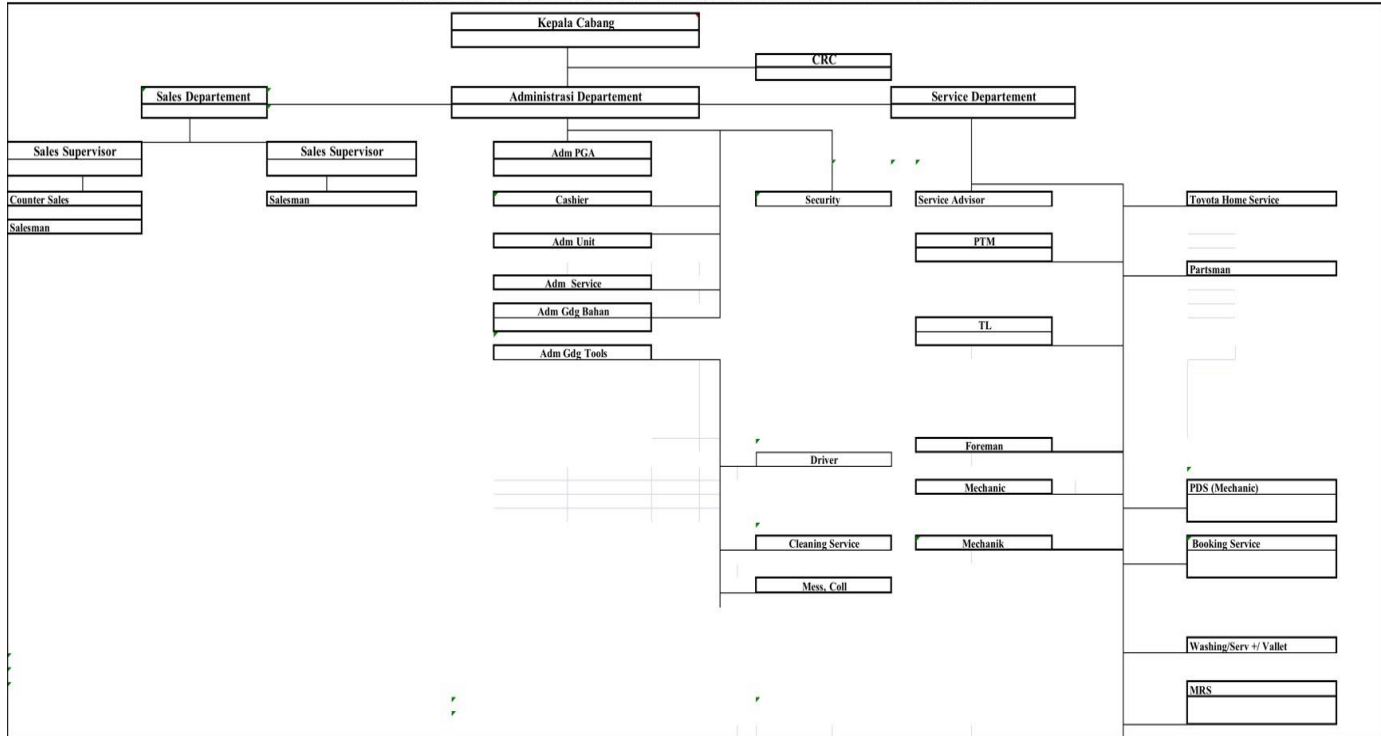 Kepala Cabang
CRC
Sales Departement
Administrasi Departement
Service Departement
Sales Supervisor
Sales Supervisor
Adm PGA
Counter Sales
Salesman
Cashier
Security
Service Advisor
Toyota Home Service
Salesman
Adm Unit
PTM
Partsman
Adm Service
Adm Gdg Bahan
TL
Adm Gdg Tools
Foreman
Driver
Mechanic
PDS (Mechanic)
Cleaning Service
Mechanik
Booking Service
Mess, Coll
Washing/Serv +/ Vallet
MRS